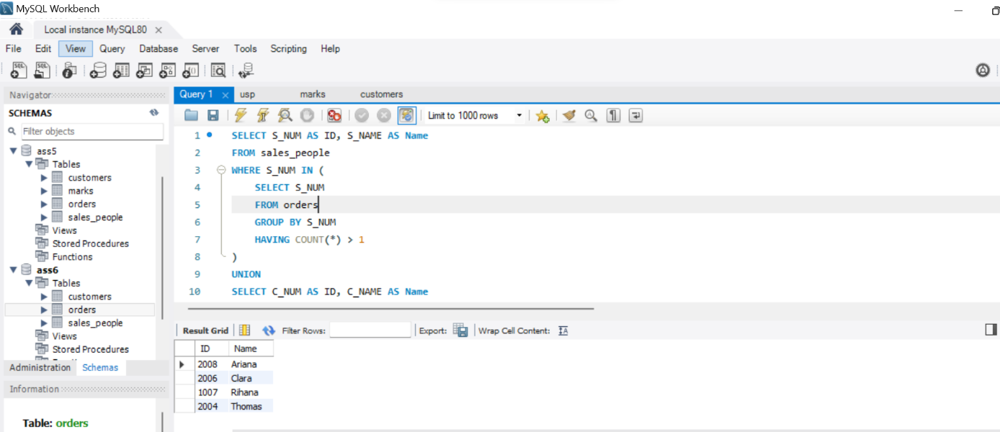 MySQL Workbench
Local instance MySQL80
File Edit View Query Database Server Tools Scripting Help
Navigator
SCHEMAS
Filter objects
ass5
Tables
customers
marks
orders
sales_people
Views
Stored Procedures
Functions
ass6
Tables
customers
orders
sales_people
Views
Stored Procedures
Administration Schemas
Information
Table: orders
Query 1 usp marks customers
Limit to 1000 rows
1 SELECT S_NUM AS ID, S_NAME AS Name
2 FROM sales_people
3 WHERE S_NUM IN (
4 SELECT S_NUM
5 FROM orders
6 GROUP BY S_NUM
7 HAVING COUNT(*) > 1
8 )
9 UNION
10 SELECT C_NUM AS ID, C_NAME AS Name
Result Grid Filter Rows: Export: Wrap Cell Content:
ID Name
2008 Ariana
2006 Clara
1007 Rihana
2004 Thomas